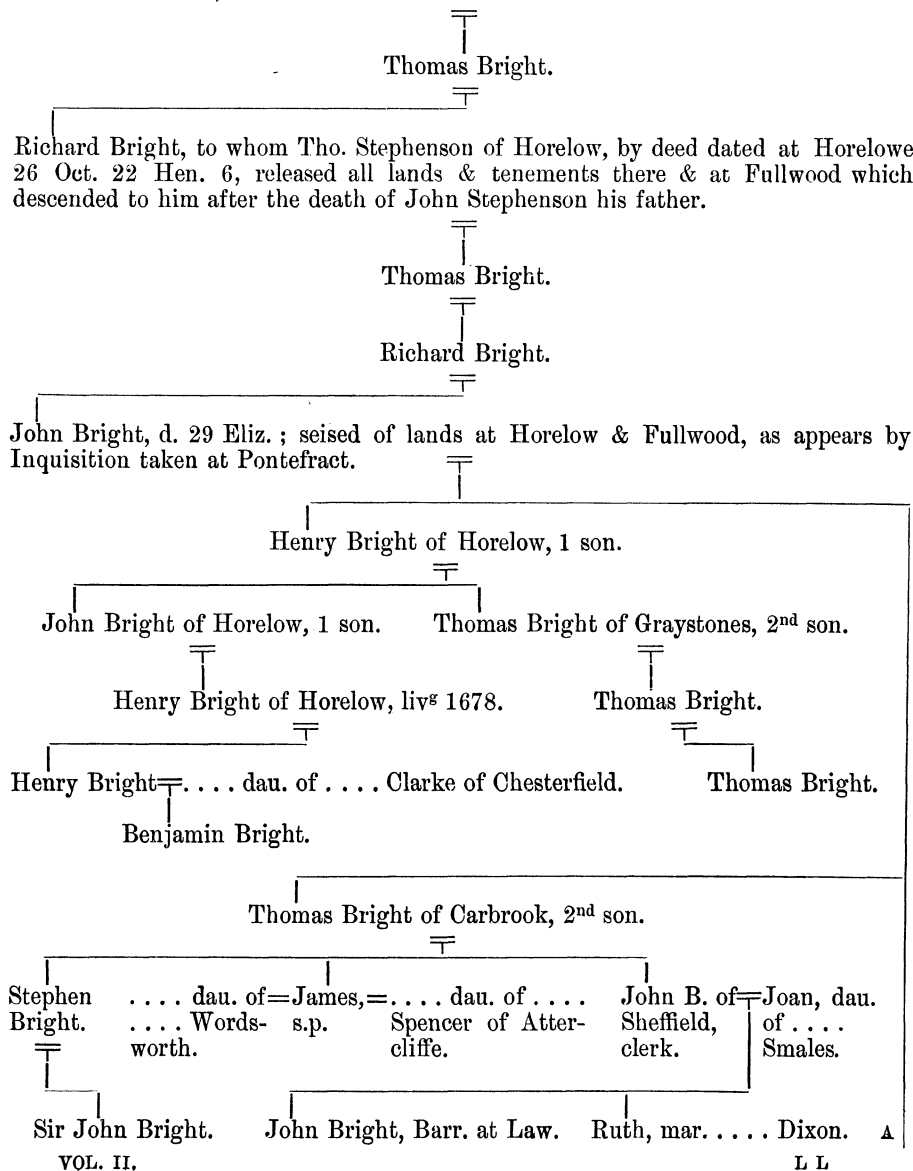 Thomas Bright.
Richard Bright, to whom Tho. Stephenson of Horelow, by deed dated at Horelowe
26 Oct. 22 Hen. 6, released all lands & tenements there & at Fullwood which
descended to him after the death of John Stephenson his father.
Thomas Bright.
Richard Bright.
John Bright, d. 29 Eliz.; seised of lands at Horelow & Fullwood, as appears by
Inquisition taken at Pontefract.
Henry Bright of Horelow, 1 son.
John Bright of Horelow, 1 son. Thomas Bright of Graystones, 2nd son.
Henry Bright of Horelow, livg 1678. Thomas Bright.
Henry Bright=. . . . dau. of . . . . Clarke of Chesterfield. Thomas Bright.
Benjamin Bright.
Thomas Bright of Carbrook, 2nd son.
Stephen . . . . dau. of=James,=. . . . dau. of . . . . John B. of=Joan, dau.
Bright. . . . . Words- s.p. Spencer of Atter- Sheffield, of . . . .
worth. cliffe. clerk. Smales.
Sir John Bright. John Bright, Barr. at Law. Ruth, mar. . . . . Dixon. A
VOL. II. L L